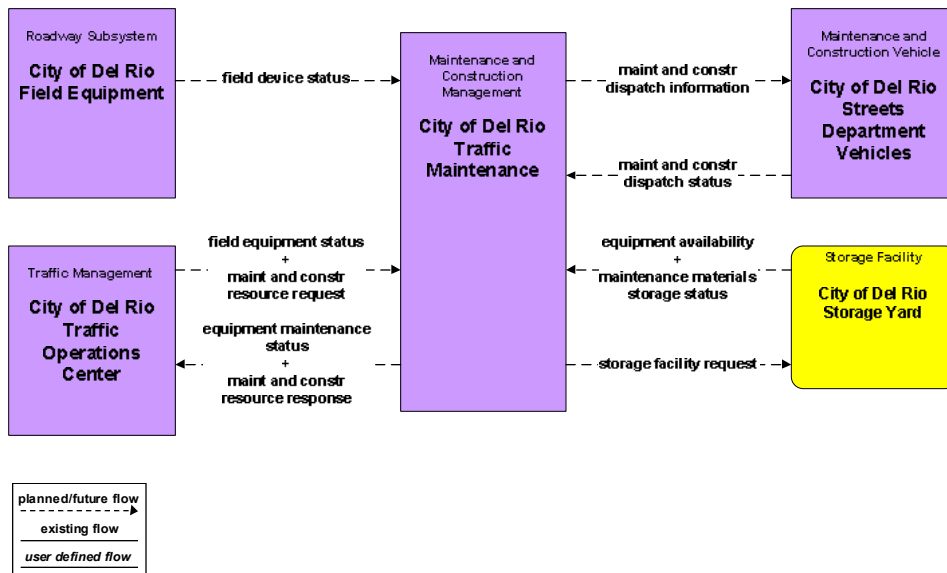 Roadway Subsystem
City of Del Rio
Field Equipment
field device status
Maintenance and
Construction
Management
City of Del Rio
Traffic
Maintenance
maint and constr
dispatch information
Maintenance and
Construction Vehicle
City of Del Rio
Streets
Department
Vehicles
maint and constr
dispatch status
Traffic Management
City of Del Rio
Traffic
Operations
Center
field equipment status
+
maint and constr
resource request
equipment maintenance
status
+
maint and constr
resource response
equipment availability
+
maintenance materials
storage status
storage facility request
Storage Facility
City of Del Rio
Storage Yard
planned/future flow
existing flow
user defined flow